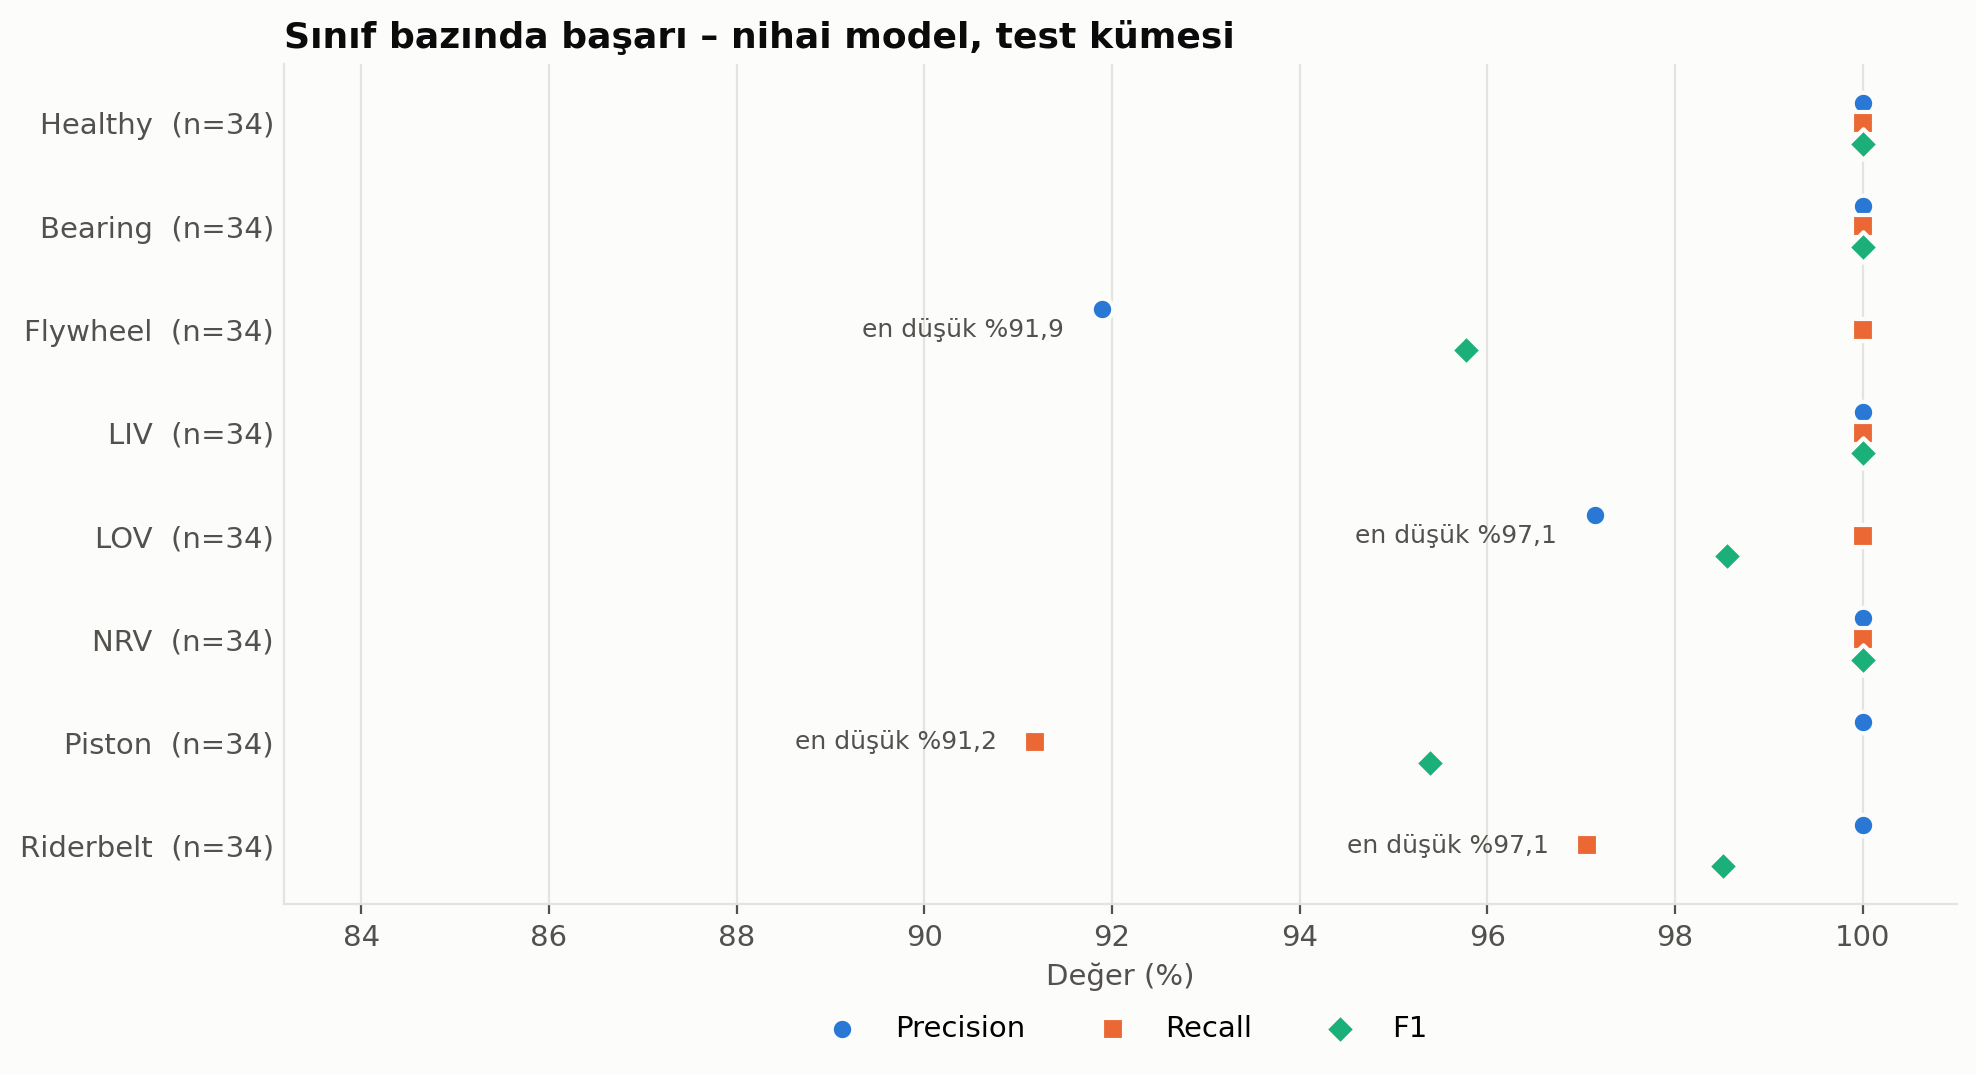 Sınıf bazında başarı – nihai model, test kümesi
Healthy (n=34)
Bearing (n=34)
Flywheel (n=34)
en düşük %91,9
LIV (n=34)
LOV (n=34)
en düşük %97,1
NRV (n=34)
Piston (n=34)
en düşük %91,2
Riderbelt (n=34)
en düşük %97,1
84 86 88 90 92 94 96 98 100
Değer (%)
Precision Recall F1